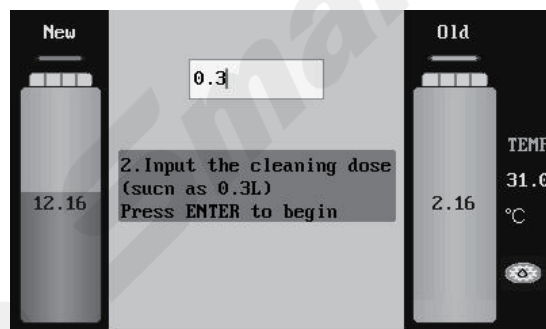 New
Old
0.3
2.Input the cleaning dose
(sucn as 0.3L)
Press ENTER to begin
12.16
2.16
TEMP
31.0
°C